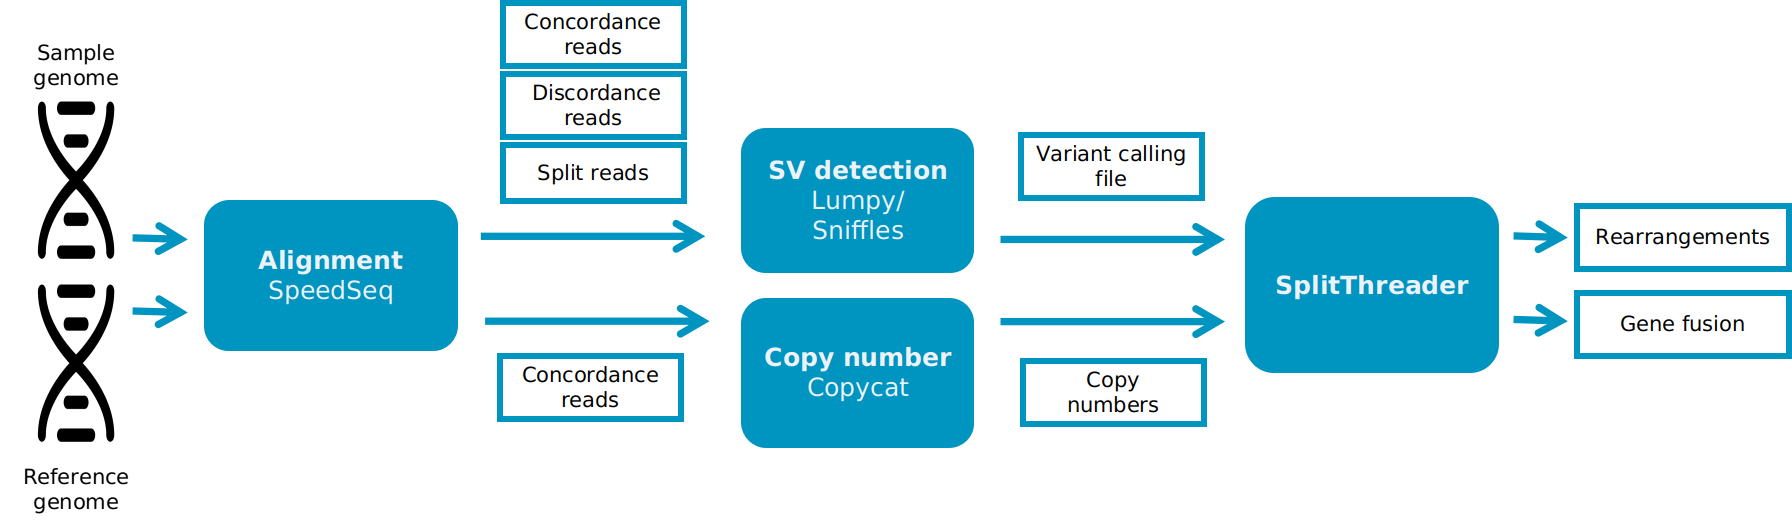 Sample
genome
Reference
genome
Alignment
SpeedSeq
Concordance
reads
Discordance
reads
Split reads
Concordance
reads
SV detection
Lumpy/
Sniffles
Copy number
Copycat
Variant calling
file
Copy
numbers
SplitThreader
Rearrangements
Gene fusion